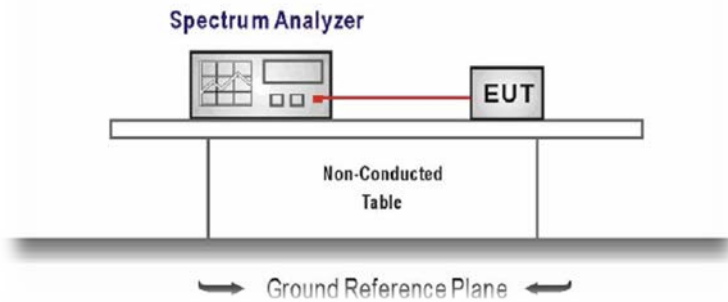 Spectrum Analyzer
EUT
Non-Conducted
Table
Ground Reference Plane